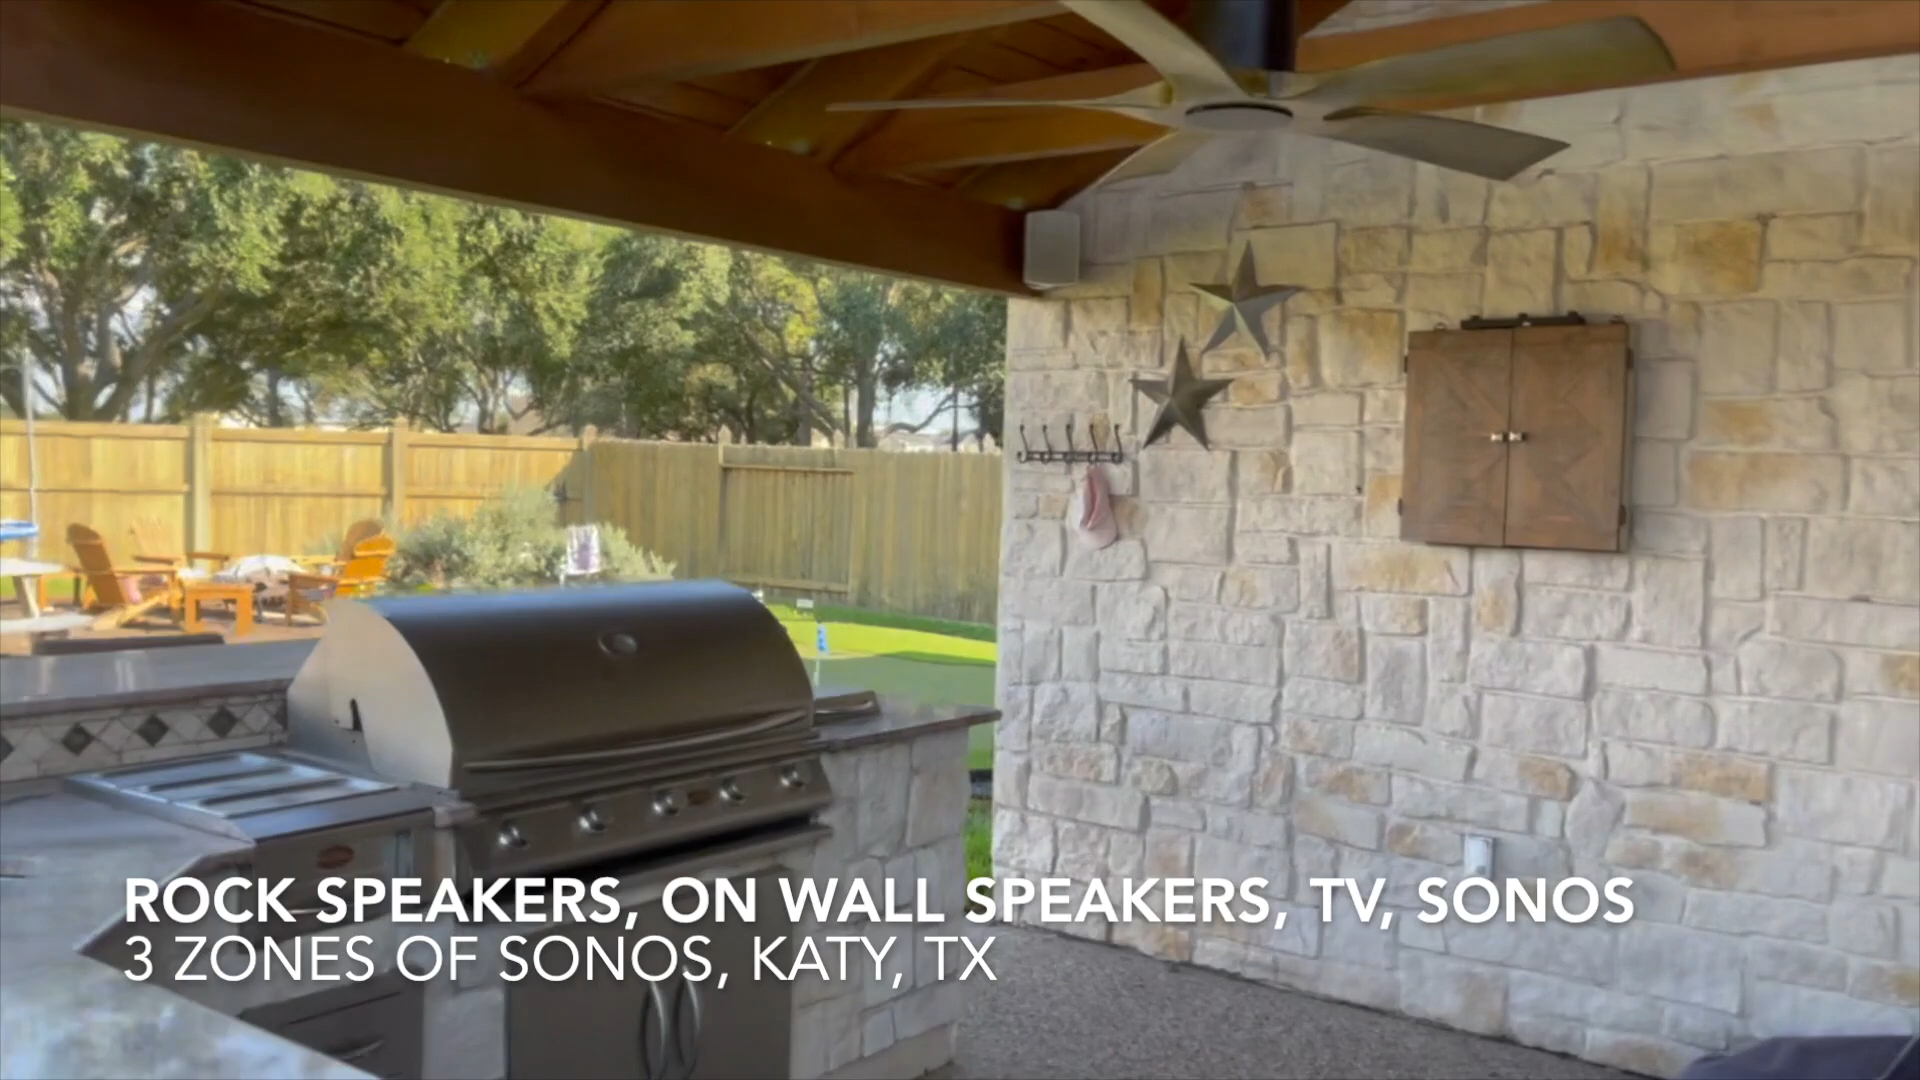 ROCK SPEAKERS, ON WALL SPEAKERS, TV, SONOS
3 ZONES OF SONOS, KATY, TX